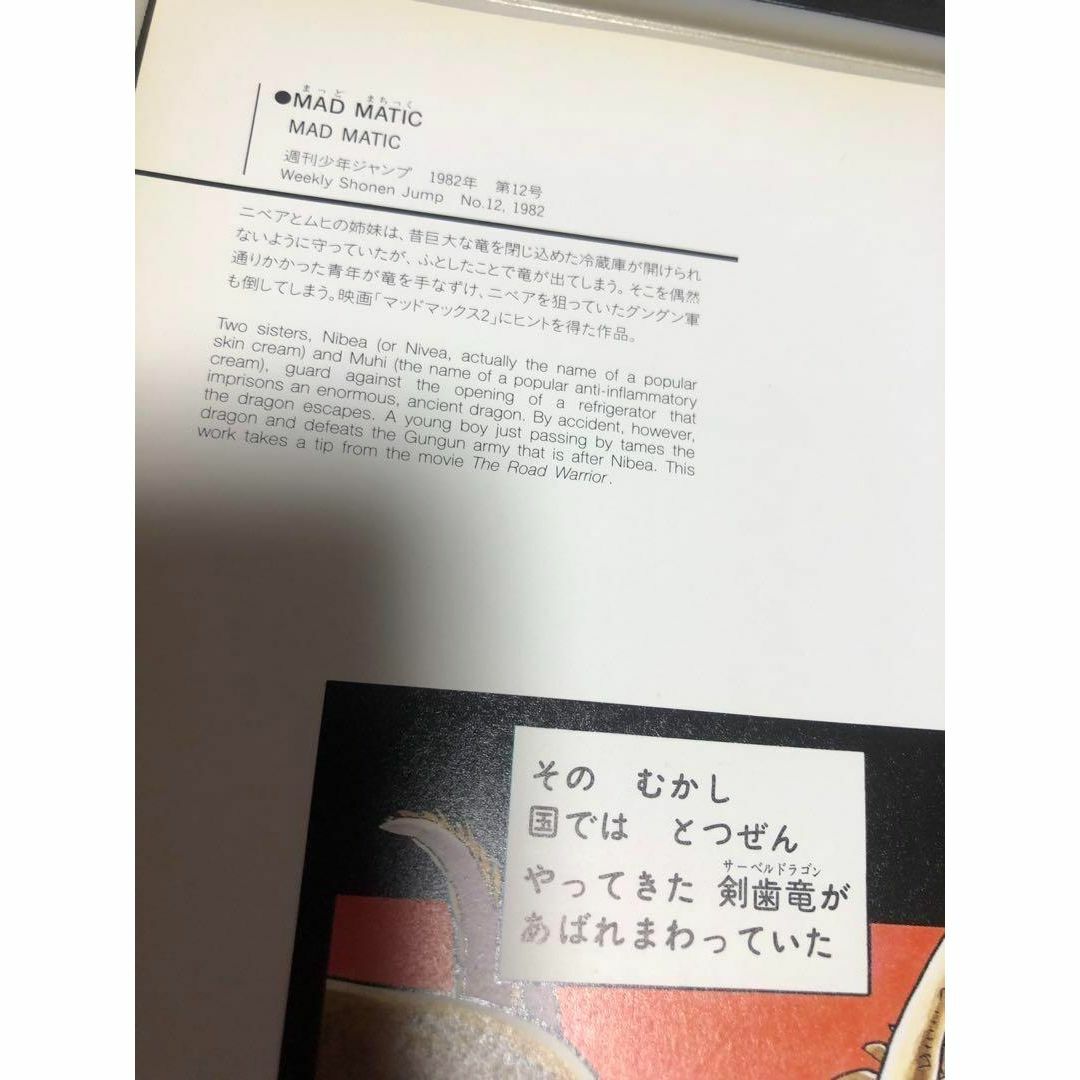 まっど まちっく
●MAD MATIC
MAD MATIC
週刊少年ジャンプ 1982年 第12号
Weekly Shonen Jump No.12, 1982
ニベアとムヒの姉妹は、昔巨大な竜を閉じ込めた冷蔵庫が開けられ
ないように守っていたが、ふとしたことで竜が出てしまう。そこを偶然
通りかかった青年が竜を手なずけ、ニベアを狙っていたグングン軍
も倒してしまう。映画「マッドマックス2」にヒントを得た作品。
Two sisters, Nibea (or Nivea, actually the name of a popular
skin cream) and Muhi (the name of a popular anti-inflammatory
cream), guard against the opening of a refrigerator that
imprisons an enormous, ancient dragon. By accident, however,
the dragon escapes. A young boy just passing by tames the
dragon and defeats the Gungun army that is after Nibea. This
work takes a tip from the movie The Road Warrior.
その むかし
国では とつぜん
サーベルドラゴン
やってきた 剣歯竜が
あばれまわっていた